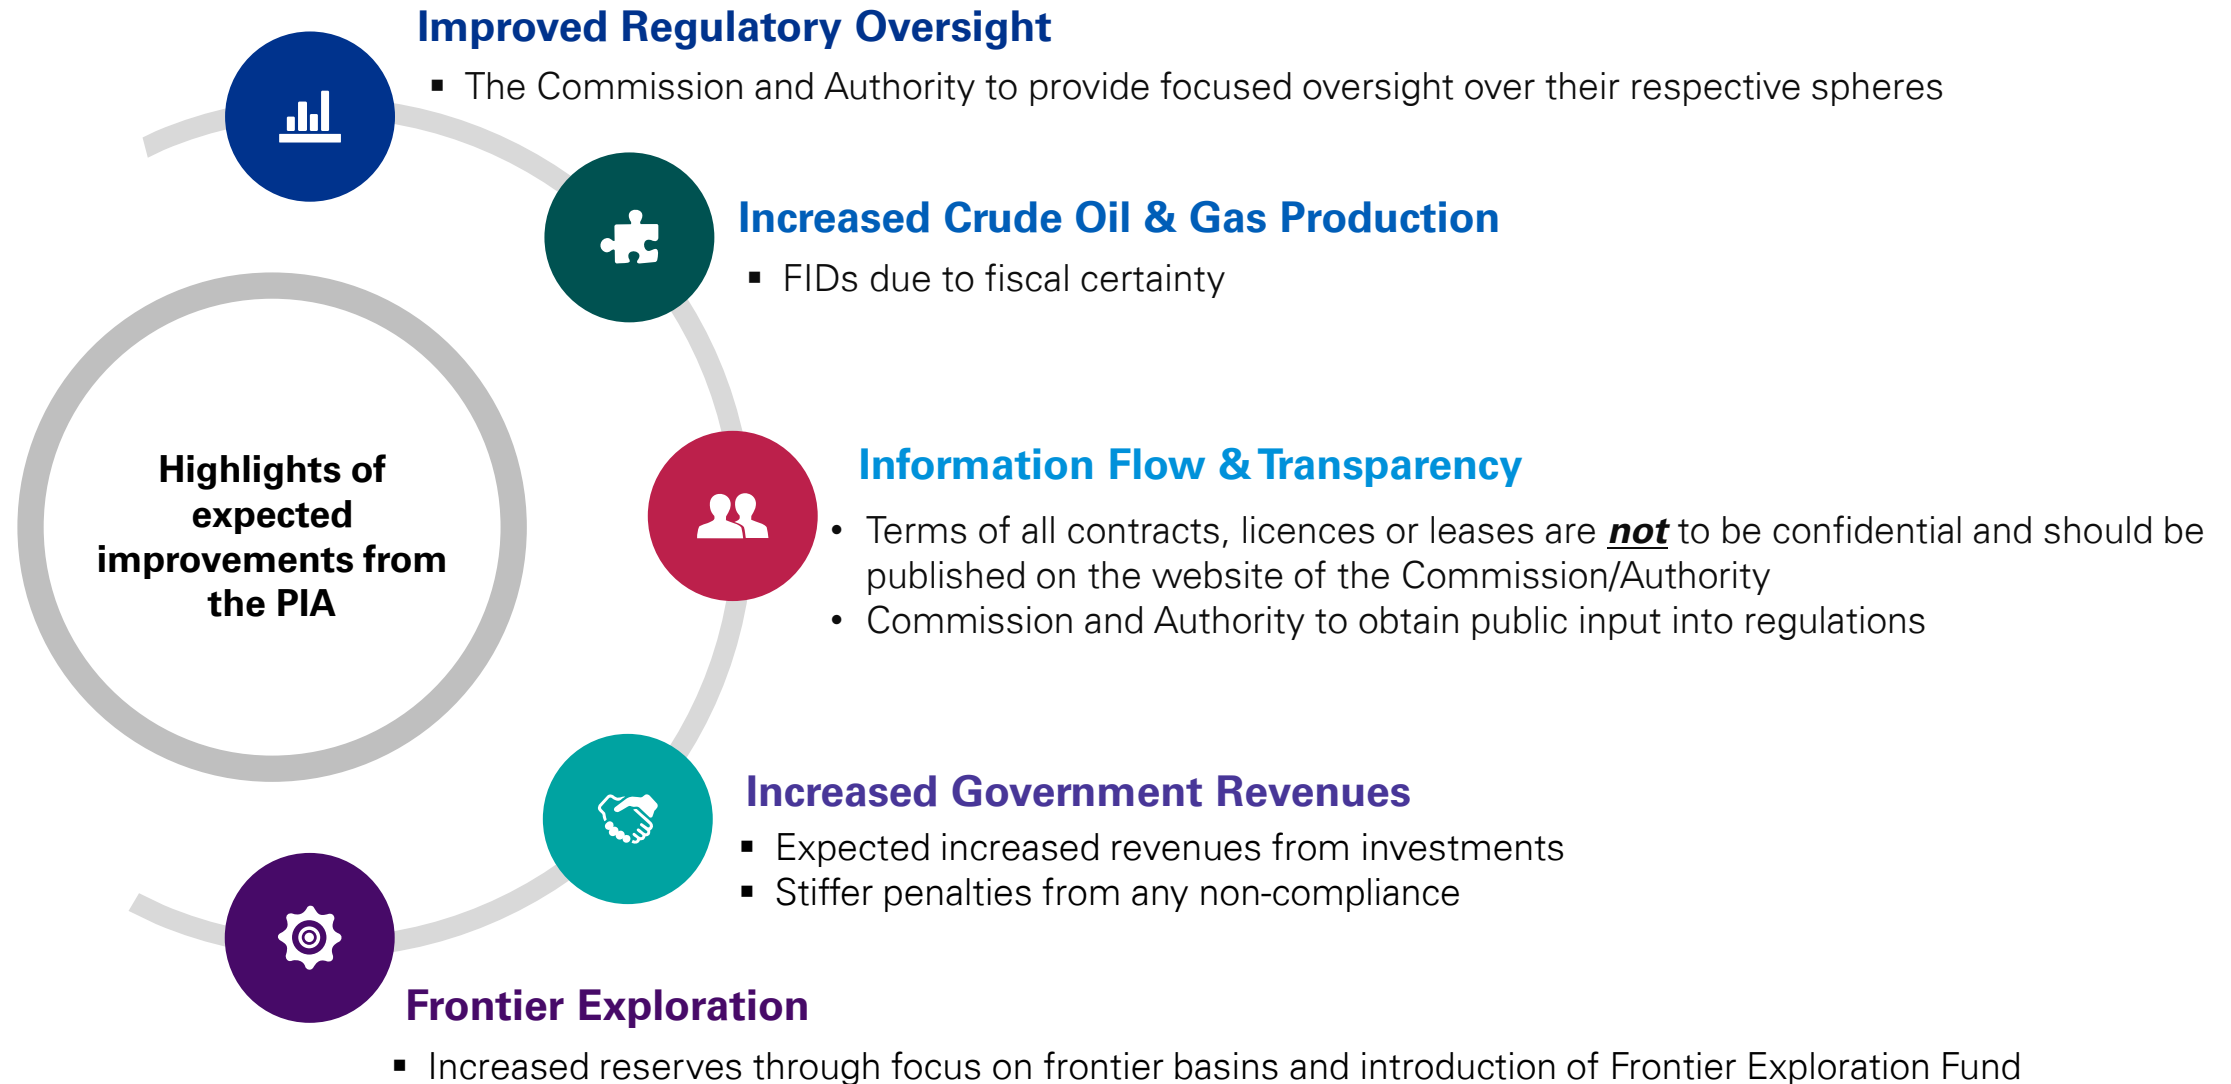 Improved Regulatory Oversight
▪ The Commission and Authority to provide focused oversight over their respective spheres
Increased Crude Oil & Gas Production
▪ FIDs due to fiscal certainty
Highlights of
expected
improvements from
the PIA
Information Flow & Transparency
• Terms of all contracts, licences or leases are not to be confidential and should be
published on the website of the Commission/Authority
• Commission and Authority to obtain public input into regulations
Increased Government Revenues
▪ Expected increased revenues from investments
▪ Stiffer penalties from any non-compliance
Frontier Exploration
▪ Increased reserves through focus on frontier basins and introduction of Frontier Exploration Fund